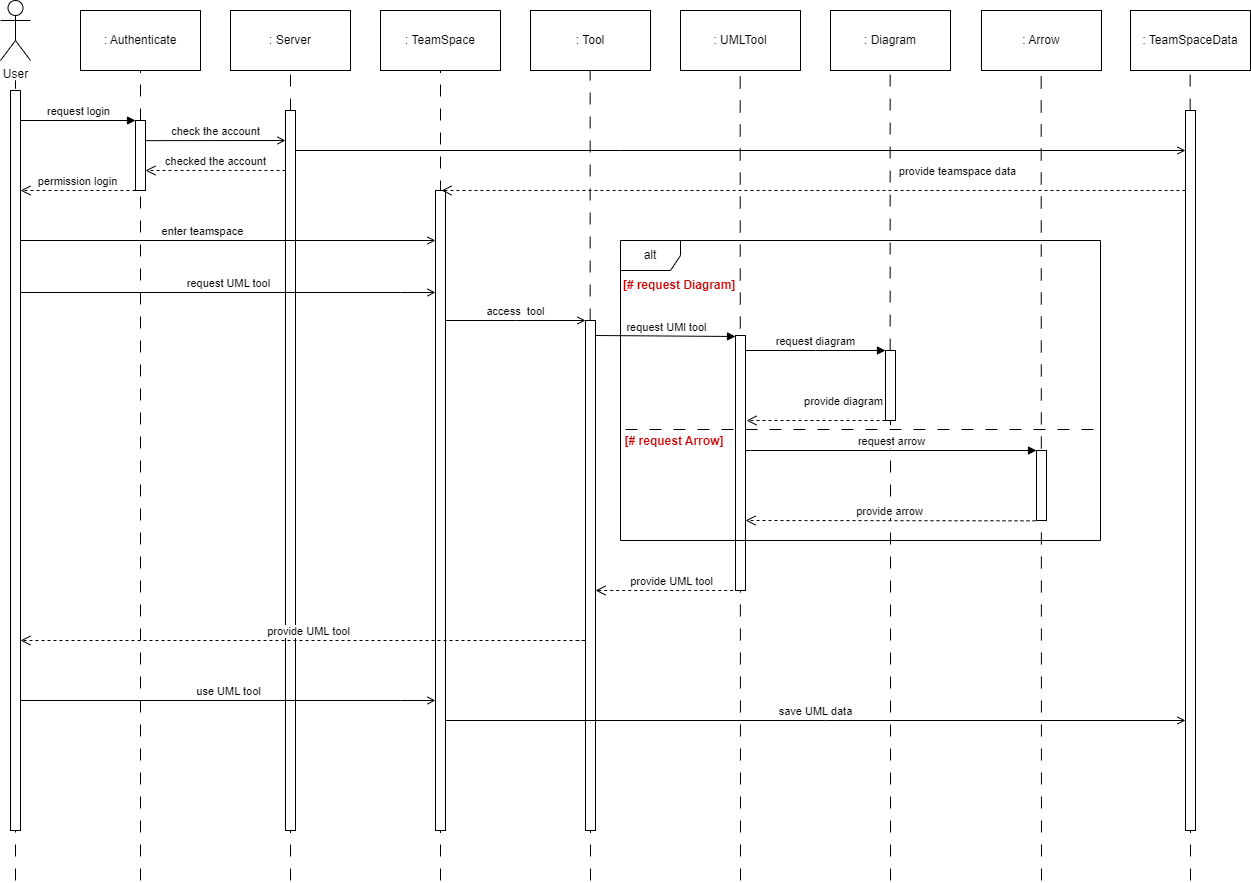 : Authenticate
: Server
: TeamSpace
: Tool
: UMLTool
: Diagram
: Arrow
: TeamSpaceData
User
request login
check the account
checked the account
provide teamspace data
permission login
enter teamspace
alt
request UML tool
[# request Diagram]
access  tool
request UMl tool
request diagram
provide diagram
[# request Arrow]
request arrow
provide arrow
provide UML tool
provide UML tool
use UML tool
save UML data